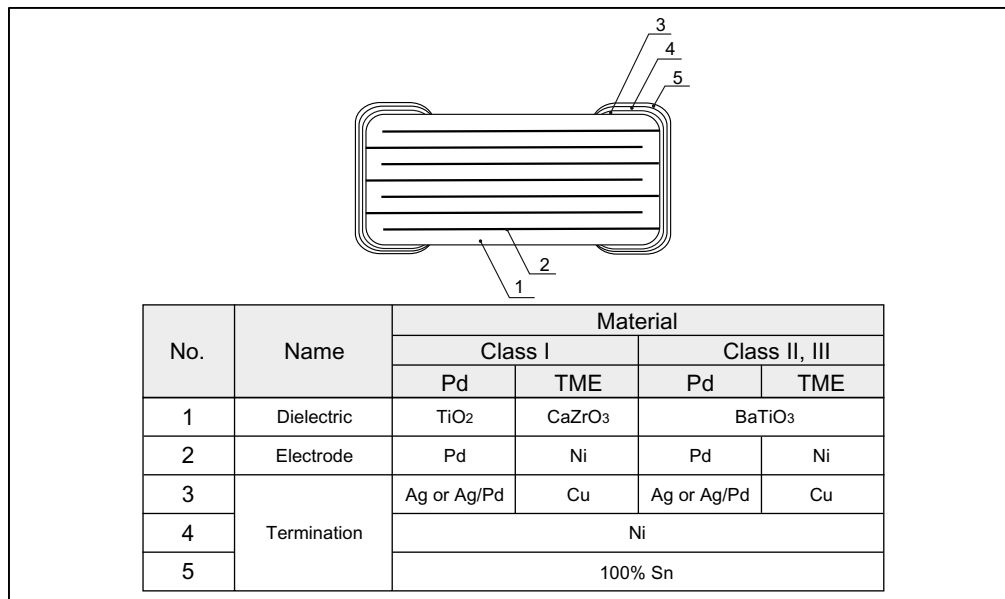 3
4
5
2
1
No. Name Material
Class I Class II, III
Pd TME Pd TME
1 Dielectric TiO2 CaZrO3 BaTiO3
2 Electrode Pd Ni Pd Ni
3 Termination Ag or Ag/Pd Cu Ag or Ag/Pd Cu
4 Ni
5 100% Sn